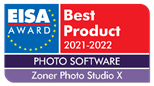 EISA
AWARD
Best
Product
2021-2022
PHOTO SOFTWARE
Zoner Photo Studio X